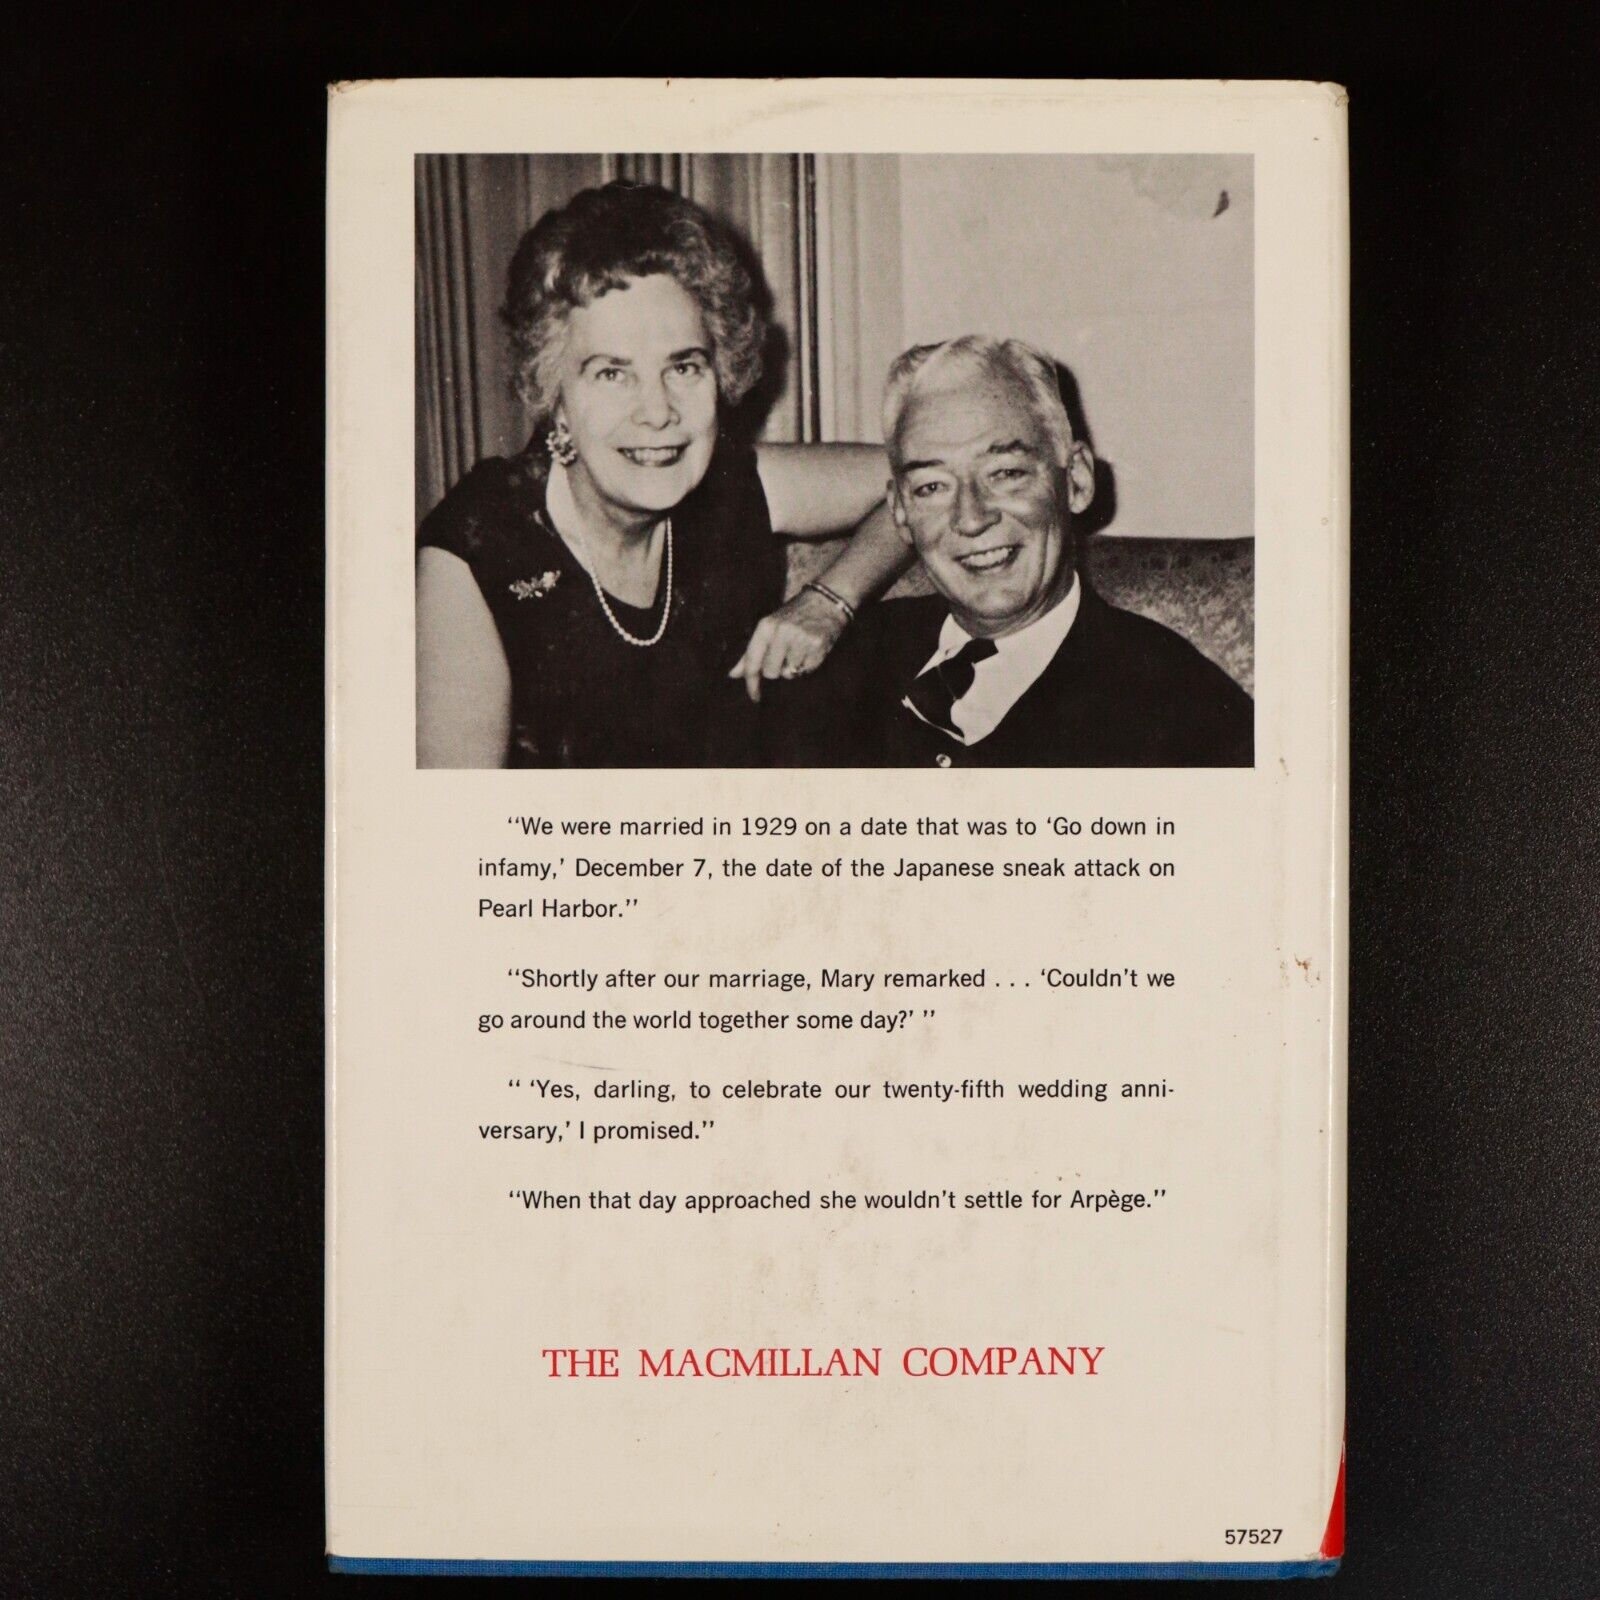 “We were married in 1929 on a date that was to ‘Go down in
infamy,’ December 7, the date of the Japanese sneak attack on
Pearl Harbor.”
“Shortly after our marriage, Mary remarked . . . ‘Couldn’t we
go around the world together some day?’ ”
“ ‘Yes, darling, to celebrate our twenty-fifth wedding anni-
versary,’ I promised.”
“When that day approached she wouldn’t settle for Arpège.”
THE MACMILLAN COMPANY
57527